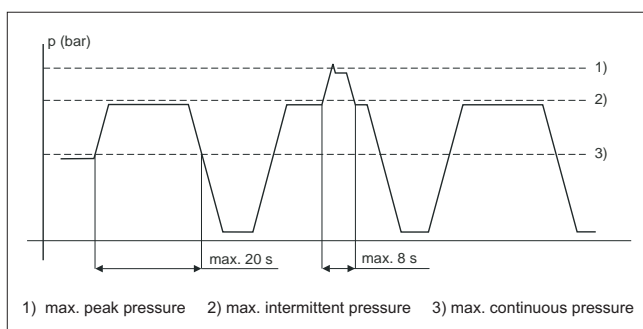 p (bar)
1)
2)
3)
max. 20 s
max. 8 s
1) max. peak pressure 2) max. intermittent pressure 3) max. continuous pressure